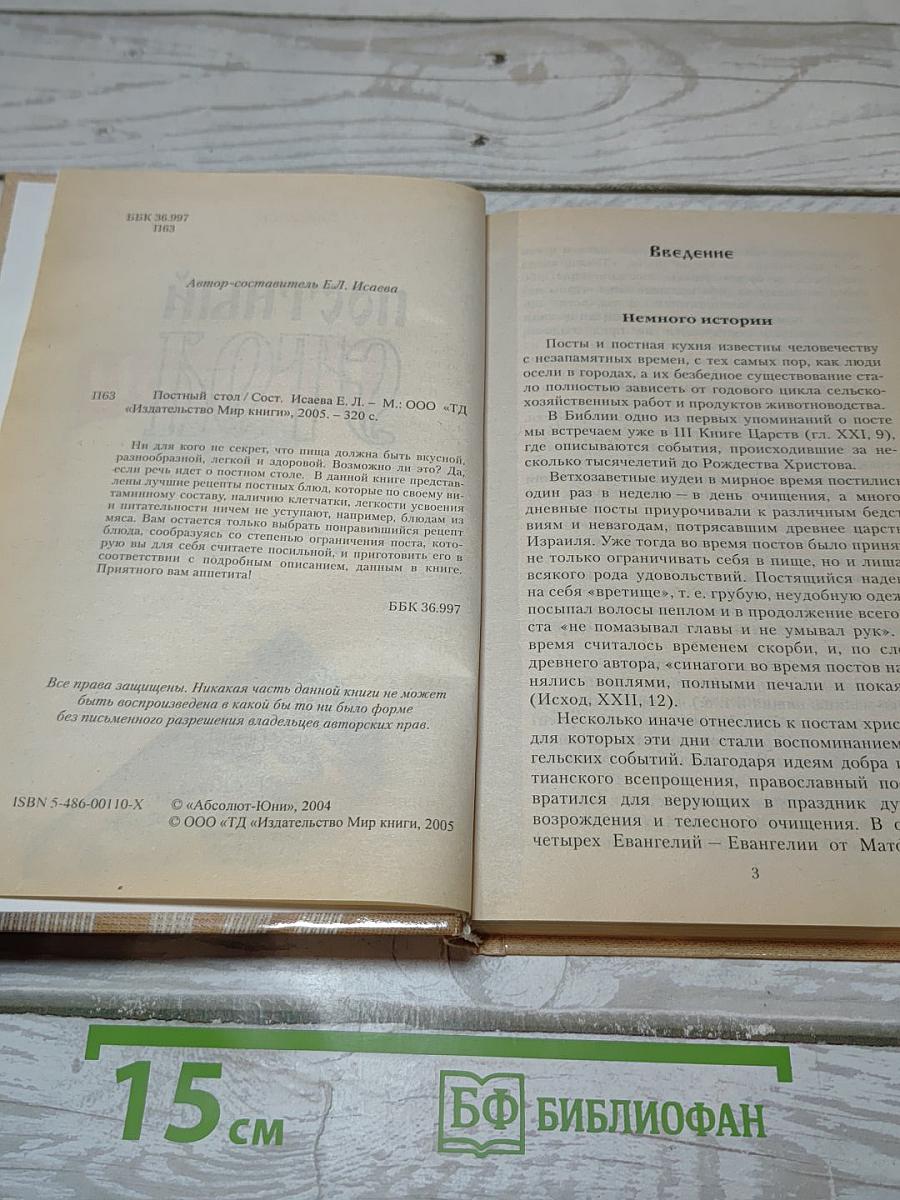 ББК 36.997
П63
Автор-составитель Е.Л. Исаева
П63 Постный стол / Сост. Исаева Е. Л. – М.: ООО «ТД
«Издательство Мир книги», 2005. – 320 с.
Ни для кого не секрет, что пища должна быть вкусной,
разнообразной, легкой и здоровой. Возможно ли это? Да,
если речь идет о постном столе. В данной книге представ-
лены лучшие рецепты постных блюд, которые по своему ви-
таминному составу, наличию клетчатки, легкости усвоения
и питательности ничем не уступают, например, блюдам из
мяса. Вам остается только выбрать понравившийся рецепт
блюда, сообразуясь со степенью ограничения поста, кото-
рую вы для себя считаете посильной, и приготовить его в
соответствии с подробным описанием, данным в книге.
Приятного вам аппетита!
ББК 36.997
Все права защищены. Никакая часть данной книги не может
быть воспроизведена в какой бы то ни было форме
без письменного разрешения владельцев авторских прав.
ISBN 5-486-00110-X © «Абсолют-Юни», 2004
© ООО «ТД «Издательство Мир книги, 2005
Введение
Немного истории
Посты и постная кухня известны человечеству
с незапамятных времен, с тех самых пор, как люди
осели в городах, а их безбедное существование ста-
ло полностью зависеть от годового цикла сельско-
хозяйственных работ и продуктов животноводства.
В Библии одно из первых упоминаний о посте
мы встречаем уже в III Книге Царств (гл. XXI, 9),
где описываются события, происходившие за не-
сколько тысячелетий до Рождества Христова.
Ветхозаветные иудеи в мирное время постились
один раз в неделю – в день очищения, а много
дневные посты приурочивали к различным бедст
виям и невзгодам, потрясавшим древнее царств
Израиля. Уже тогда во время постов было приня
не только ограничивать себя в пище, но и лиша
всякого рода удовольствий. Постящийся надев
на себя «вретище», т. е. грубую, неудобную одеж
посыпал волосы пеплом и в продолжение всего
ста «не помазывал главы и не умывал рук».
время считалось временем скорби, и, по сло
древнего автора, «синагоги во время постов на
нялись воплями, полными печали и покая
(Исход, XXII, 12).
Несколько иначе отнеслись к постам хрис
для которых эти дни стали воспоминанием
гельских событий. Благодаря идеям добра и
тианского всепрощения, православный по
вратился для верующих в праздник ду
возрождения и телесного очищения. В о
четырех Евангелий – Евангелии от Матф
3
15 см
БФ БИБЛИОФАН